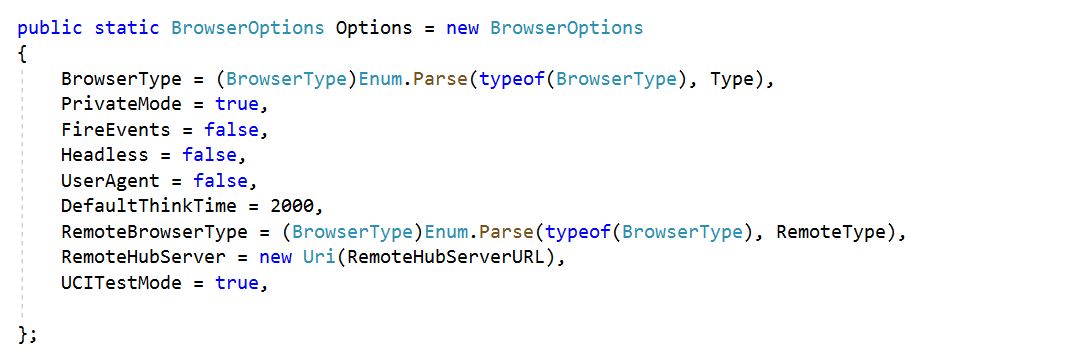 public static BrowserOptions Options = new BrowserOptions
{
    BrowserType = (BrowserType)Enum.Parse(typeof(BrowserType), Type),
    PrivateMode = true,
    FireEvents = false,
    Headless = false,
    UserAgent = false,
    DefaultThinkTime = 2000,
    RemoteBrowserType = (BrowserType)Enum.Parse(typeof(BrowserType), RemoteType),
    RemoteHubServer = new Uri(RemoteHubServerURL),
    UCITestMode = true,
};